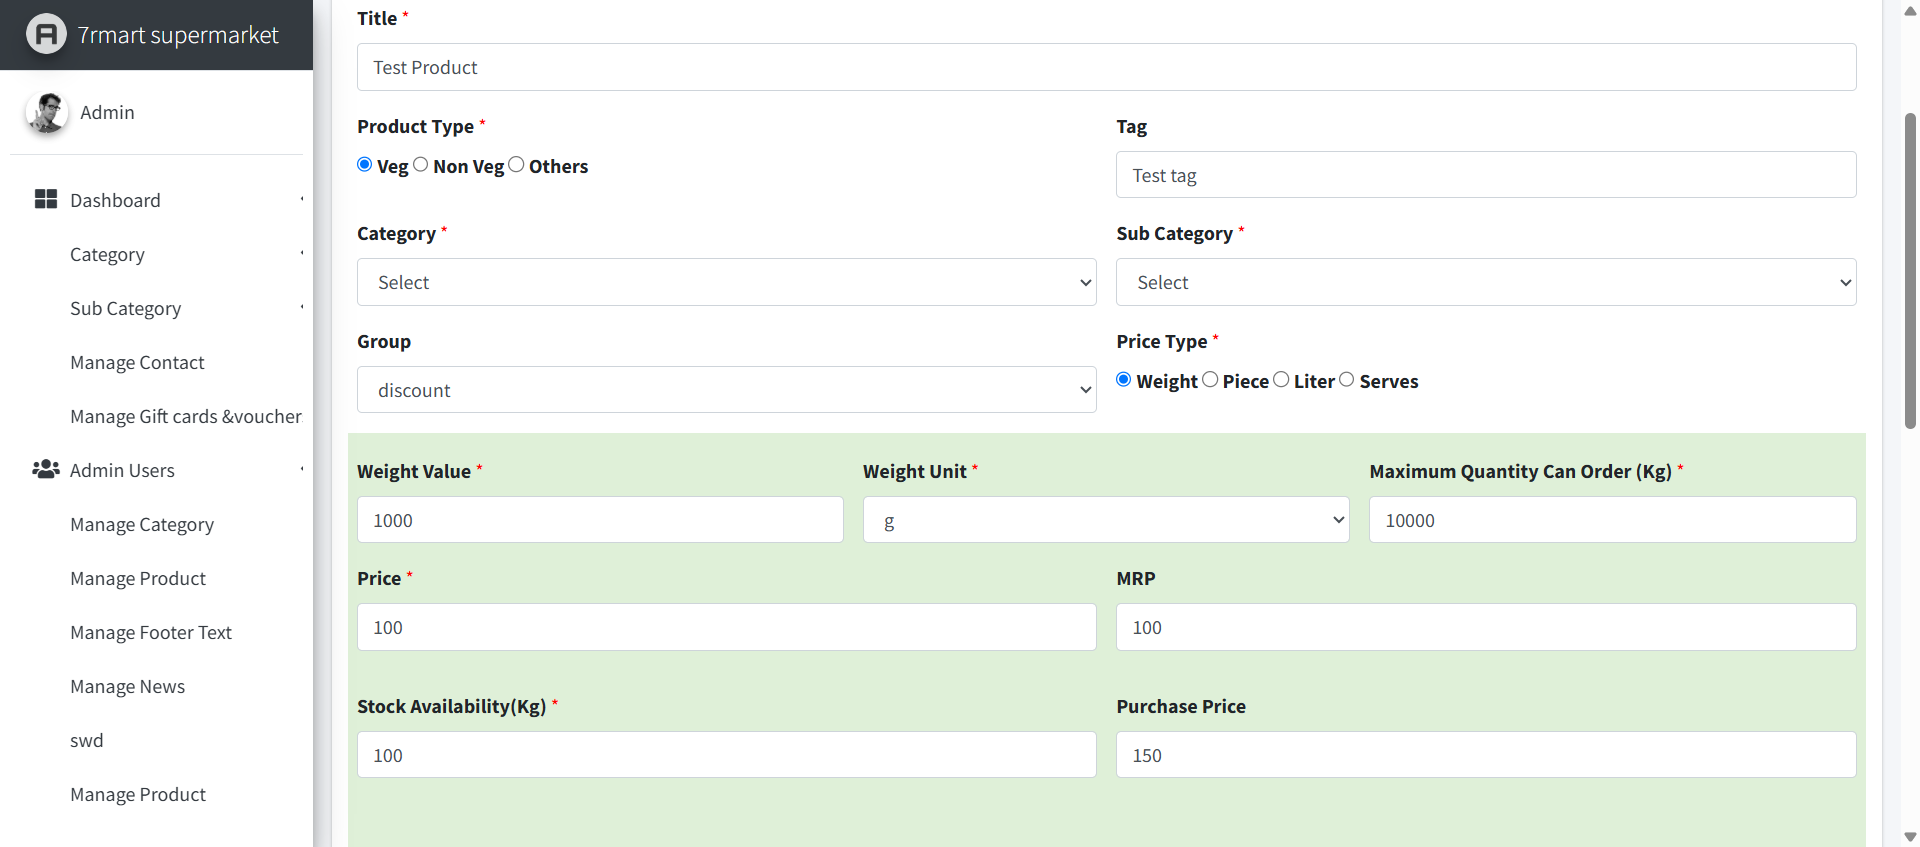 7rmart supermarket
Admin
Dashboard
Category
Sub Category
Manage Contact
Manage Gift cards &voucher
Admin Users
Manage Category
Manage Product
Manage Footer Text
Manage News
swd
Manage Product
Title *
Test Product
Product Type *
Veg Non Veg Others
Tag
Test tag
Category *
Select
Sub Category *
Select
Group
discount
Price Type *
Weight Piece Liter Serves
Weight Value *
1000
Weight Unit *
g
Maximum Quantity Can Order (Kg) *
10000
Price *
100
MRP
100
Stock Availability(Kg) *
100
Purchase Price
150